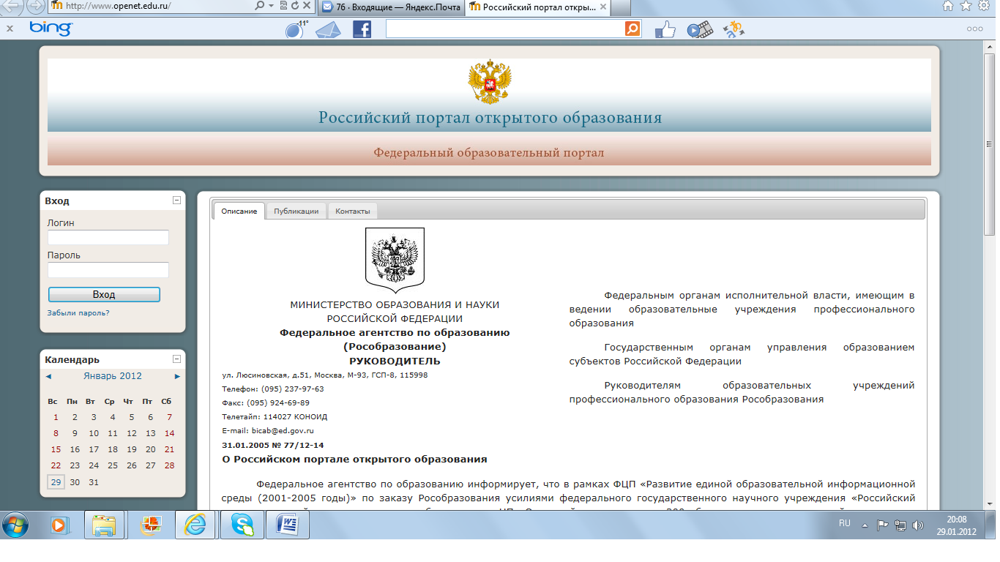 http://www.openet.edu.ru/
76 · Входящие — Яндекс.Почта
Российский портал откры...
x
bing
-11°
Российский портал открытого образования
Федеральный образовательный портал
Вход
Логин
Пароль
Вход
Забыли пароль?
Календарь
◄ Январь 2012 ►
Вс Пн Вт Ср Чт Пт Сб
1 2 3 4 5 6 7
8 9 10 11 12 13 14
15 16 17 18 19 20 21
22 23 24 25 26 27 28
29 30 31
Описание Публикации Контакты
МИНИСТЕРСТВО ОБРАЗОВАНИЯ И НАУКИ
РОССИЙСКОЙ ФЕДЕРАЦИИ
Федеральное агентство по образованию
(Рособразование)
РУКОВОДИТЕЛЬ
ул. Люсиновская, д.51, Москва, М-93, ГСП-8, 115998
Телефон: (095) 237-97-63
Факс: (095) 924-69-89
Телетайп: 114027 КОНОИД
E-mail: bicab@ed.gov.ru
31.01.2005 № 77/12-14
О Российском портале открытого образования
Федеральным органам исполнительной власти, имеющим в
ведении образовательные учреждения профессионального
образования
Государственным органам управления образованием
субъектов Российской Федерации
Руководителям образовательных учреждений
профессионального образования Рособразования
Федеральное агентство по образованию информирует, что в рамках ФЦП «Развитие единой образовательной информационной
среды (2001-2005 годы)» по заказу Рособразования усилиями федерального государственного научного учреждения «Российский
RU
20:08
29.01.2012